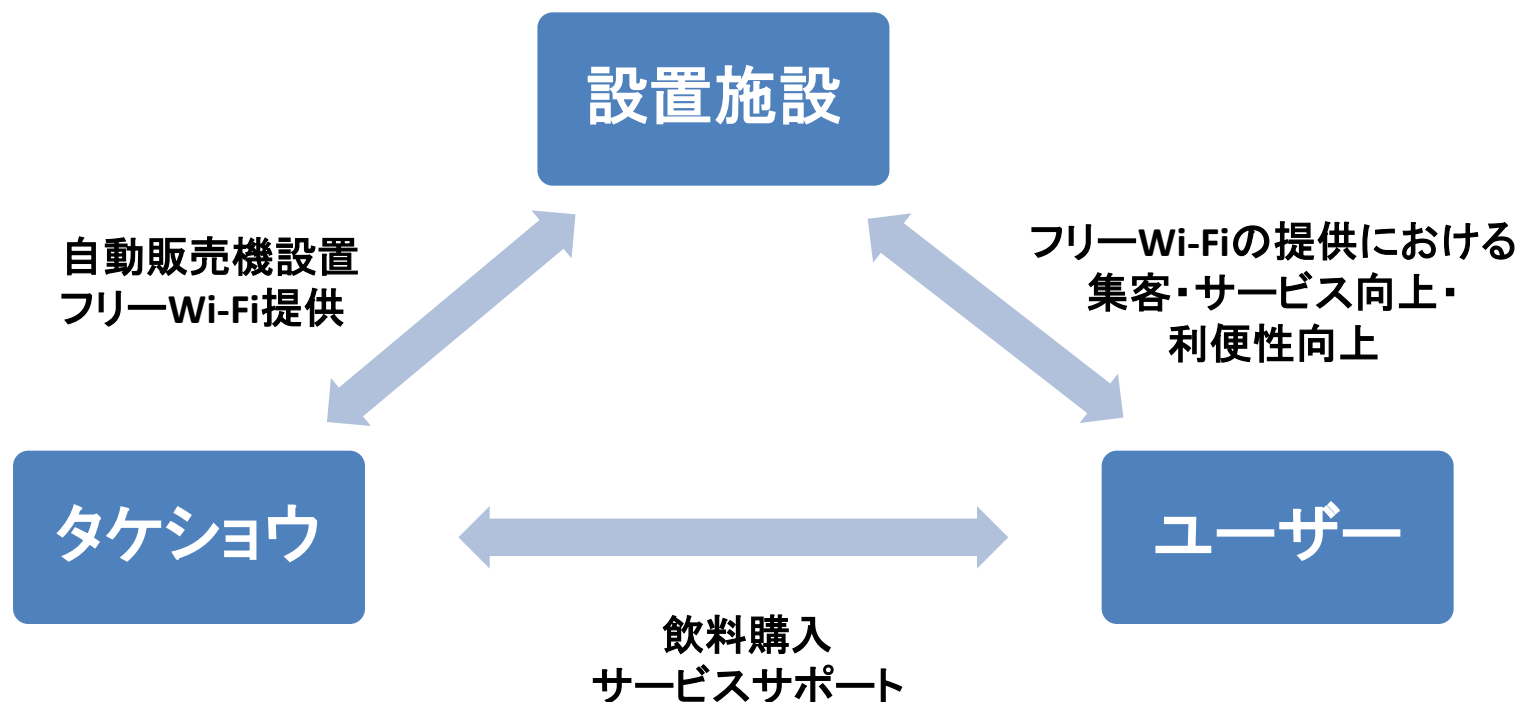 設置施設
自動販売機設置
フリーWi-Fi提供
フリーWi-Fiの提供における
集客・サービス向上・
利便性向上
タケショウ
ユーザー
飲料購入
サービスサポート